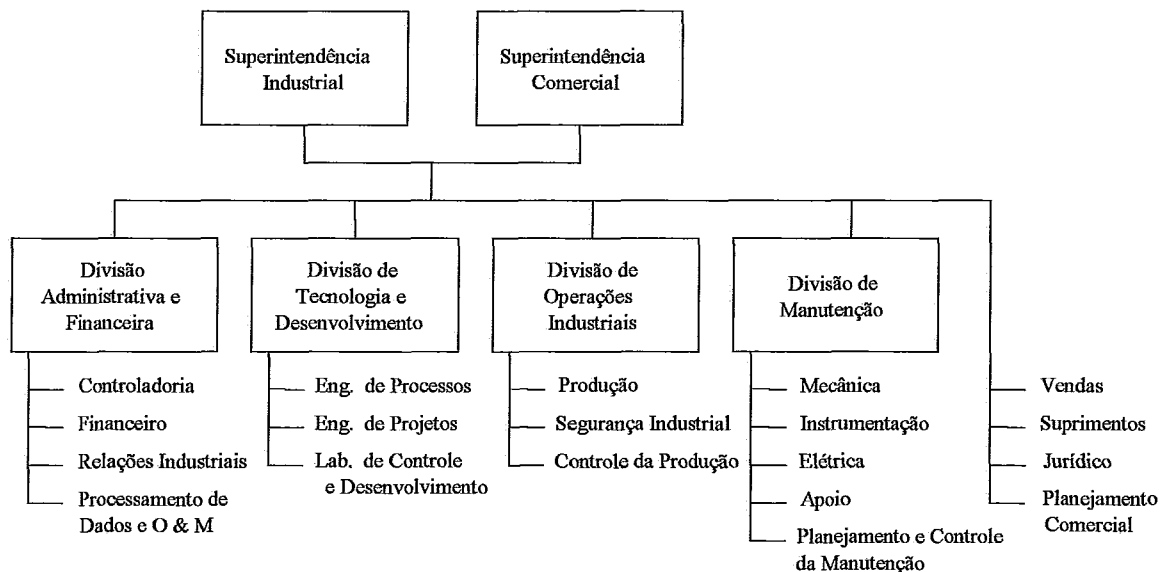 Superintendência
Industrial
Superintendência
Comercial
Divisão
Administrativa e
Financeira
Divisão de
Tecnologia e
Desenvolvimento
Divisão de
Operações
Industriais
Divisão de
Manutenção
Controladoria
Financeiro
Relações Industriais
Processamento de
Dados e O & M
Eng. de Processos
Eng. de Projetos
Lab. de Controle
e Desenvolvimento
Produção
Segurança Industrial
Controle da Produção
Mecânica
Instrumentação
Elétrica
Apoio
Planejamento e Controle
da Manutenção
Vendas
Suprimentos
Jurídico
Planejamento
Comercial